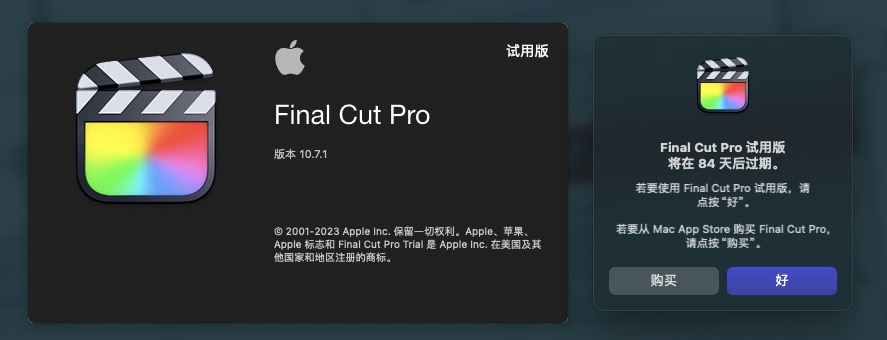 试用版
Final Cut Pro
版本 10.7.1
© 2001-2023 Apple Inc. 保留一切权利。Apple、苹果、
Apple 标志和 Final Cut Pro Trial 是 Apple Inc. 在美国及其
他国家和地区注册的商标。
Final Cut Pro 试用版
将在 84 天后过期。
若要使用 Final Cut Pro 试用版，请
点按“好”。
若要从 Mac App Store 购买 Final Cut Pro，
请点按“购买”。
购买
好